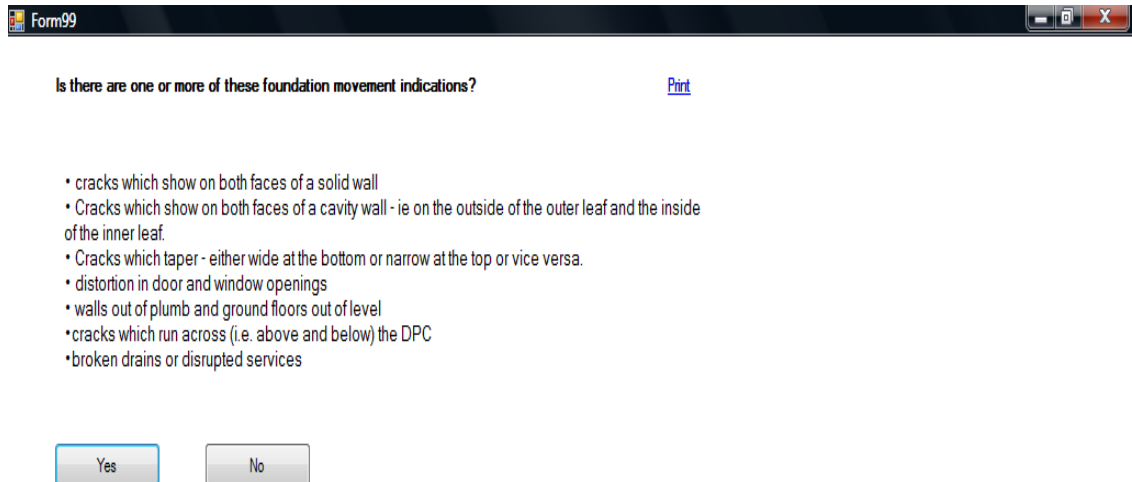 Form99
Is there are one or more of these foundation movement indications?
Print
• cracks which show on both faces of a solid wall
• Cracks which show on both faces of a cavity wall - ie on the outside of the outer leaf and the inside
of the inner leaf.
• Cracks which taper - either wide at the bottom or narrow at the top or vice versa.
• distortion in door and window openings
• walls out of plumb and ground floors out of level
•cracks which run across (i.e. above and below) the DPC
•broken drains or disrupted services
Yes
No